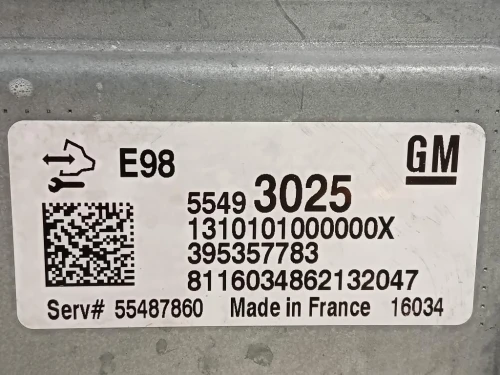 E98
GM
5549 3025
1310101000000X
395357783
8116034862132047
Serv# 55487860 Made in France 16034